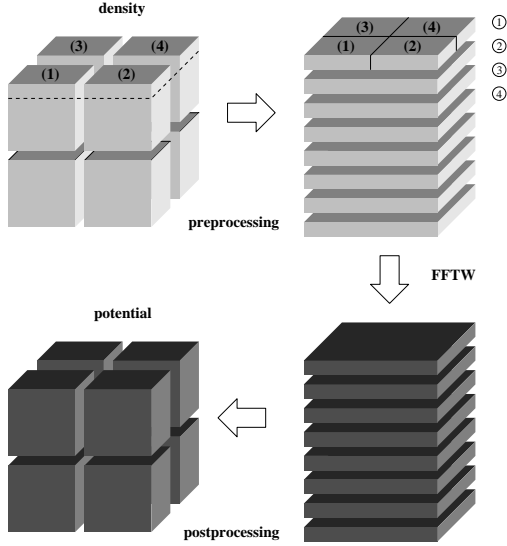 density
(3) (4)
(1) (2)
(3) (4)
(1) (2)
①
②
③
④
preprocessing
FFTW
potential
postprocessing